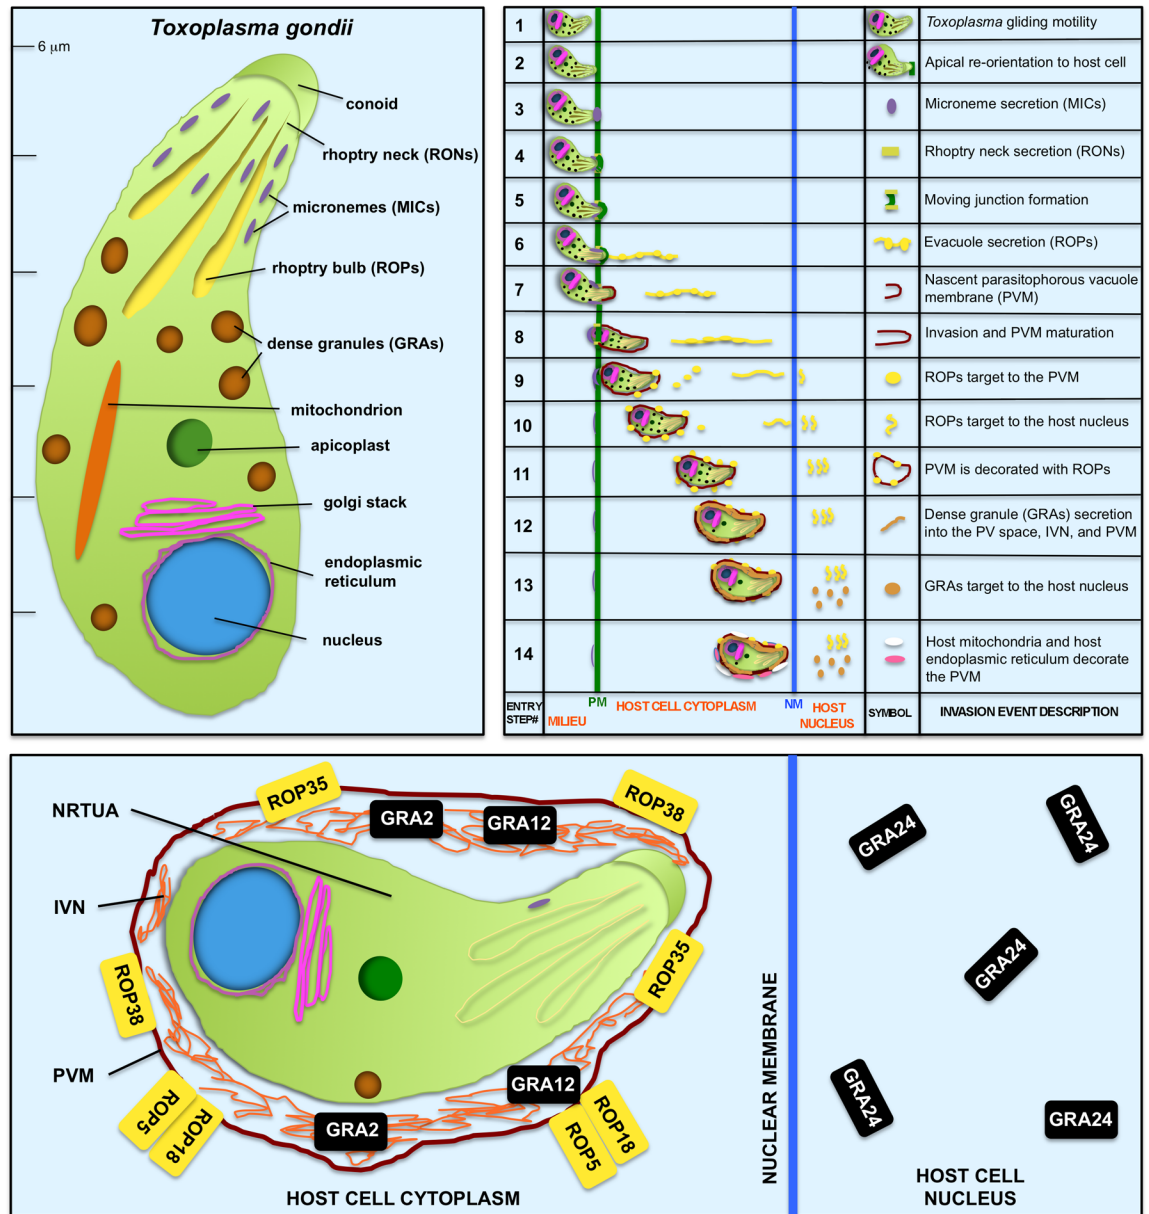 Toxoplasma gondii
6 µm
conoid
rhoptry neck (RONs)
micronemes (MICs)
rhoptry bulb (ROPs)
dense granules (GRAs)
mitochondrion
apicoplast
golgi stack
endoplasmic
reticulum
nucleus
1
Toxoplasma gliding motility
2
Apical re-orientation to host cell
3
Microneme secretion (MICs)
4
Rhoptry neck secretion (RONs)
5
Moving junction formation
6
Evacuole secretion (ROPs)
7
Nascent parasitophorous vacuole
membrane (PVM)
8
Invasion and PVM maturation
9
ROPs target to the PVM
10
ROPs target to the host nucleus
11
PVM is decorated with ROPs
12
Dense granule (GRAs) secretion
into the PV space, IVN, and PVM
13
GRAs target to the host nucleus
14
Host mitochondria and host
endoplasmic reticulum decorate
the PVM
ENTRY
STEP#
MILIEU
PM
HOST CELL CYTOPLASM
NM
HOST
NUCLEUS
SYMBOL
INVASION EVENT DESCRIPTION
NRTUA
IVN
PVM
ROP35
GRA2
GRA12
ROP38
ROP38
ROP35
ROP5
ROP18
GRA2
GRA12
ROP18
ROP5
HOST CELL CYTOPLASM
NUCLEAR MEMBRANE
GRA24
GRA24
GRA24
GRA24
GRA24
HOST CELL
NUCLEUS